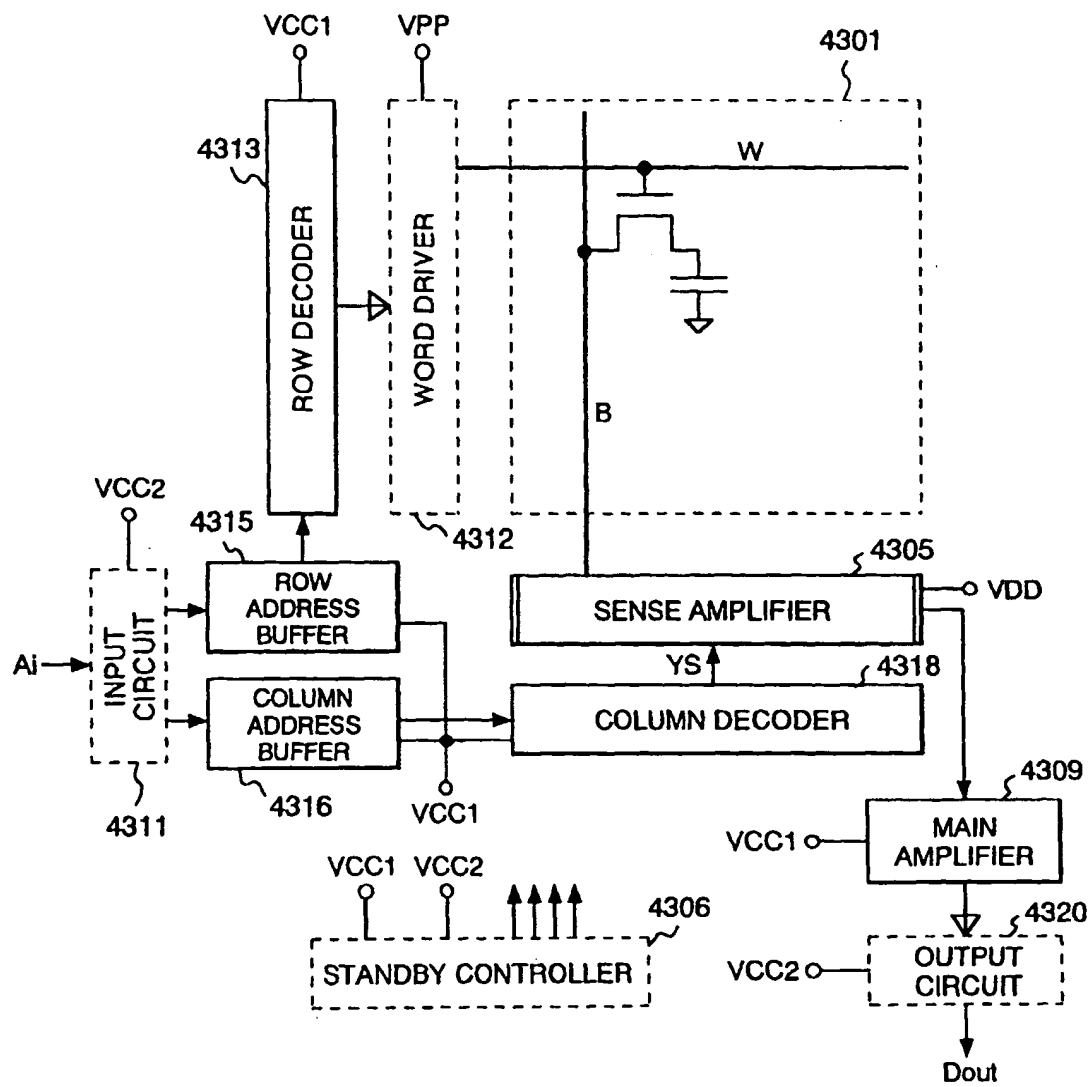 VCC1
VPP
4301
4313
ROW DECODER
WORD DRIVER
W
B
VCC2
4315
4312
4305
ROW
ADDRESS
BUFFER
SENSE AMPLIFIER
VDD
Ai
INPUT
CIRCUIT
YS
4318
COLUMN
ADDRESS
BUFFER
COLUMN DECODER
4311
4316
VCC1
4309
VCC1
MAIN
AMPLIFIER
VCC1
VCC2
4306
4320
STANDBY CONTROLLER
VCC2
OUTPUT
CIRCUIT
Dout